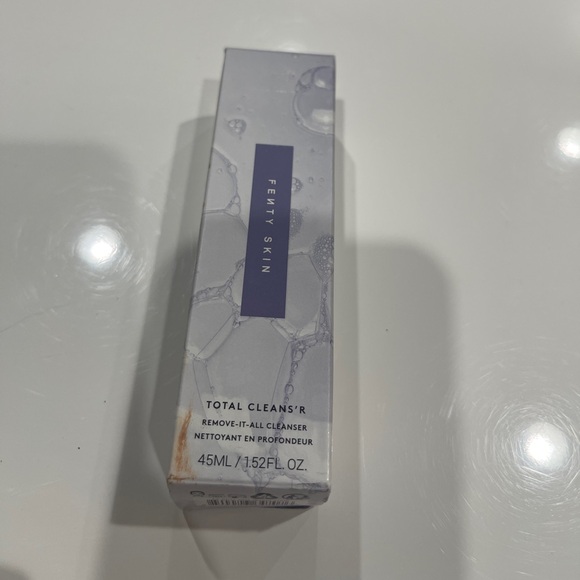 FENTY SKIN
TOTAL CLEANS'R
REMOVE-IT-ALL CLEANSER
NETTOYANT EN PROFONDEUR
45ML / 1.52FL. OZ.